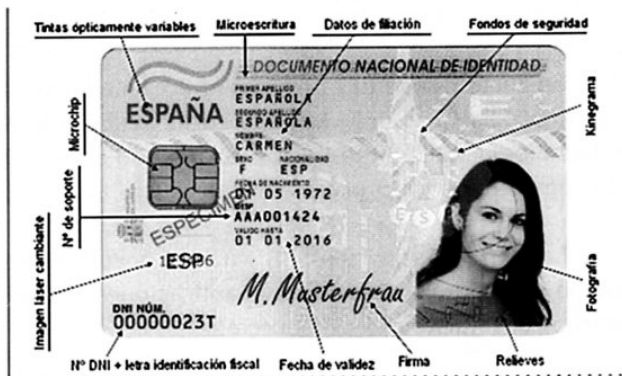 Tintas ópticamente variables
Microescritura
Datos de filiación
Fondos de seguridad
DOCUMENTO NACIONAL DE IDENTIDAD
ESPAÑA
PRIMER APELLIDO
ESPAÑOLA
SEGUNDO APELLIDO
ESPAÑOLA
NOMBRE
CARMEN
SEXO NACIONALIDAD
F ESP
FECHA DE NACIMIENTO
01 05 1972
IDESP
AAA001424
VALIDO HASTA
01 01 2016
ESPECIMEN
ESP
M. Musterfrau
DNI NÚM.
00000023T
Microchip
Nº de soporte
Imagen láser cambiante
Kinegrama
Fotografía
Nº DNI + letra identificación fiscal
Fecha de validez
Firma
Relieves